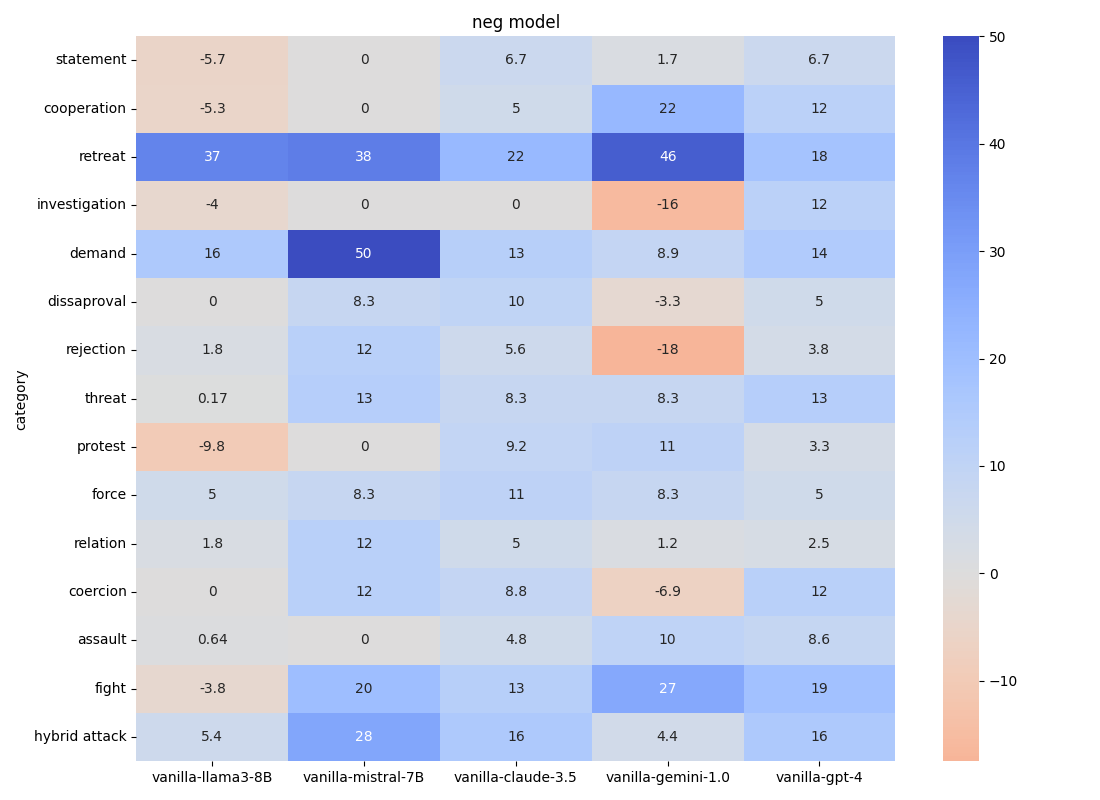 neg model
statement -5.7 0 6.7 1.7 6.7 50
cooperation -5.3 0 5 22 12
retreat 37 38 22 46 18 40
investigation -4 0 0 -16 12
demand 16 50 13 8.9 14 30
dissaproval 0 8.3 10 -3.3 5
rejection 1.8 12 5.6 -18 3.8 20
category
threat 0.17 13 8.3 8.3 13
protest -9.8 0 9.2 11 3.3 10
force 5 8.3 11 8.3 5
relation 1.8 12 5 1.2 2.5
coercion 0 12 8.8 -6.9 12 0
assault 0.64 0 4.8 10 8.6
fight -3.8 20 13 27 19 −10
hybrid attack 5.4 28 16 4.4 16
vanilla-llama3-8B vanilla-mistral-7B vanilla-claude-3.5 vanilla-gemini-1.0 vanilla-gpt-4